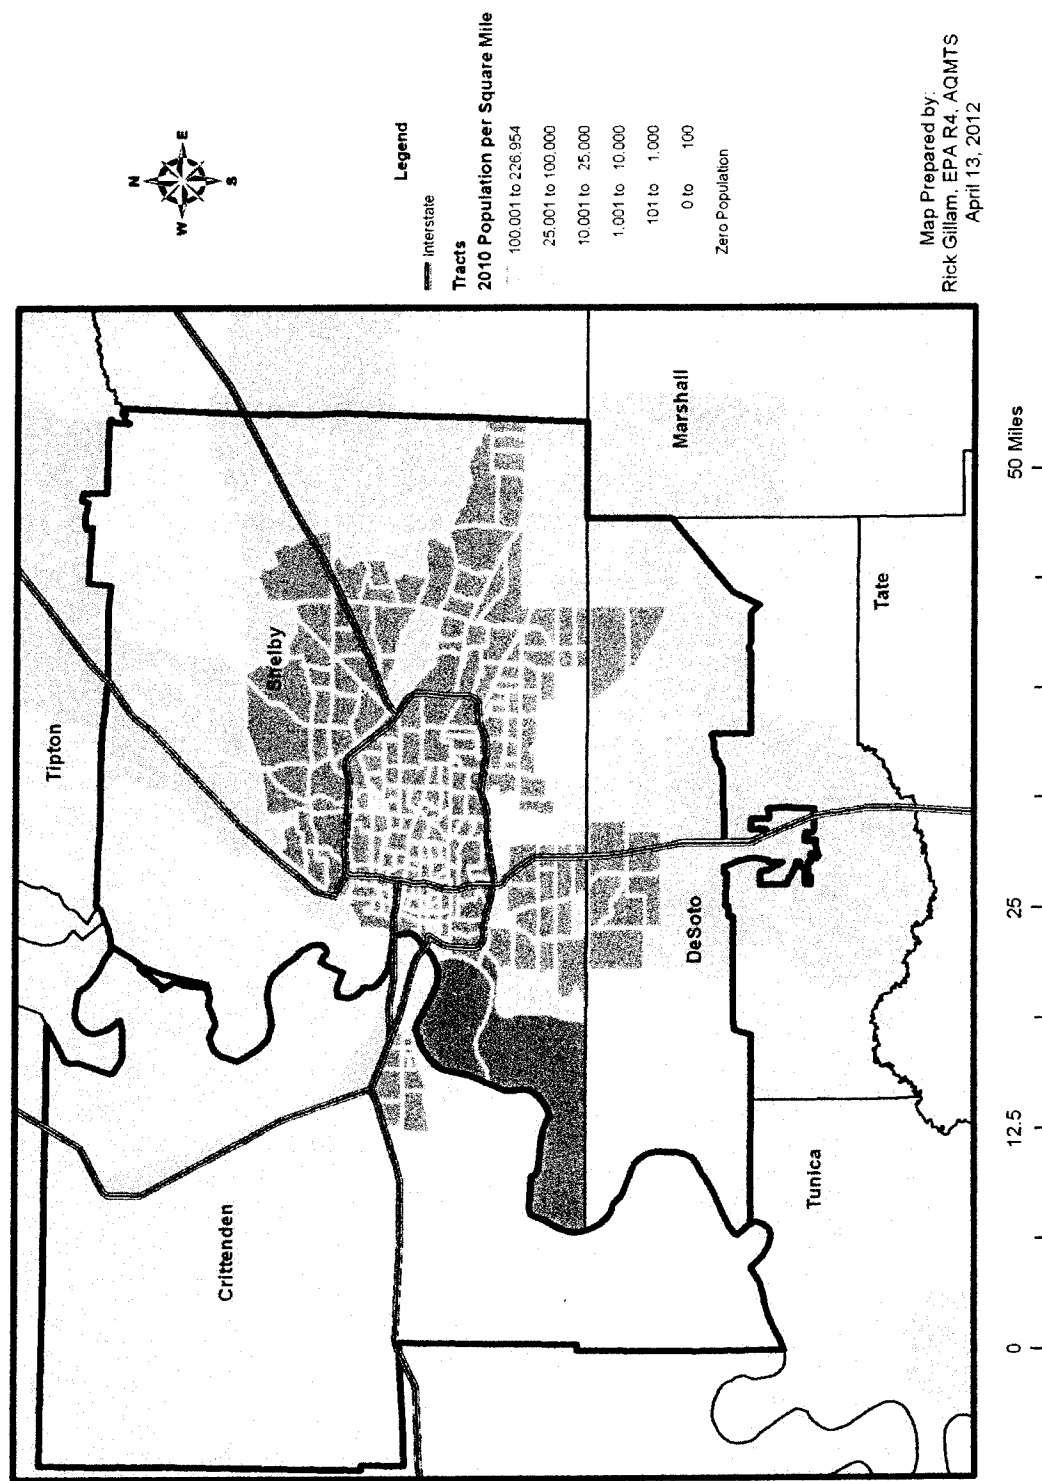 N
W
E
S
Legend
Interstate
Tracts
2010 Population per Square Mile
100.001 to 226.954
25.001 to 100.000
10.001 to 25.000
1.001 to 10.000
101 to 1.000
0 to 100
Zero Population
Map Prepared by:
Rick Gillam, EPA R4, AQMTS
April 13, 2012
Tipton
Shelby
Crittenden
Marshall
DeSoto
Tate
Tunica
0 12.5 25 50 Miles